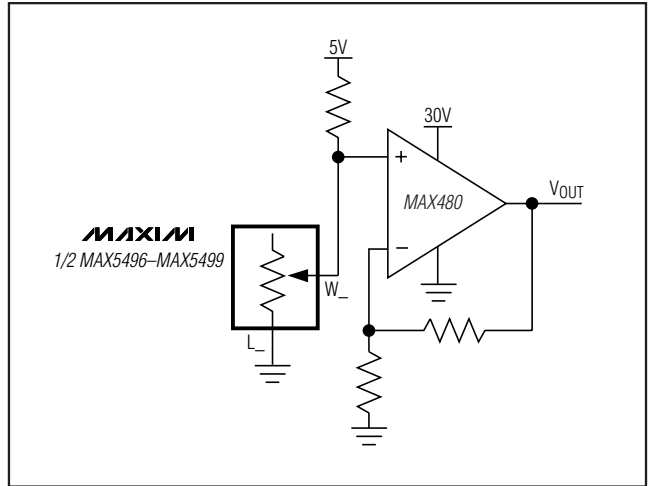 5V
30V
+
MAX480
VOUT
−
MAXIM
1/2 MAX5496–MAX5499
W_
L_